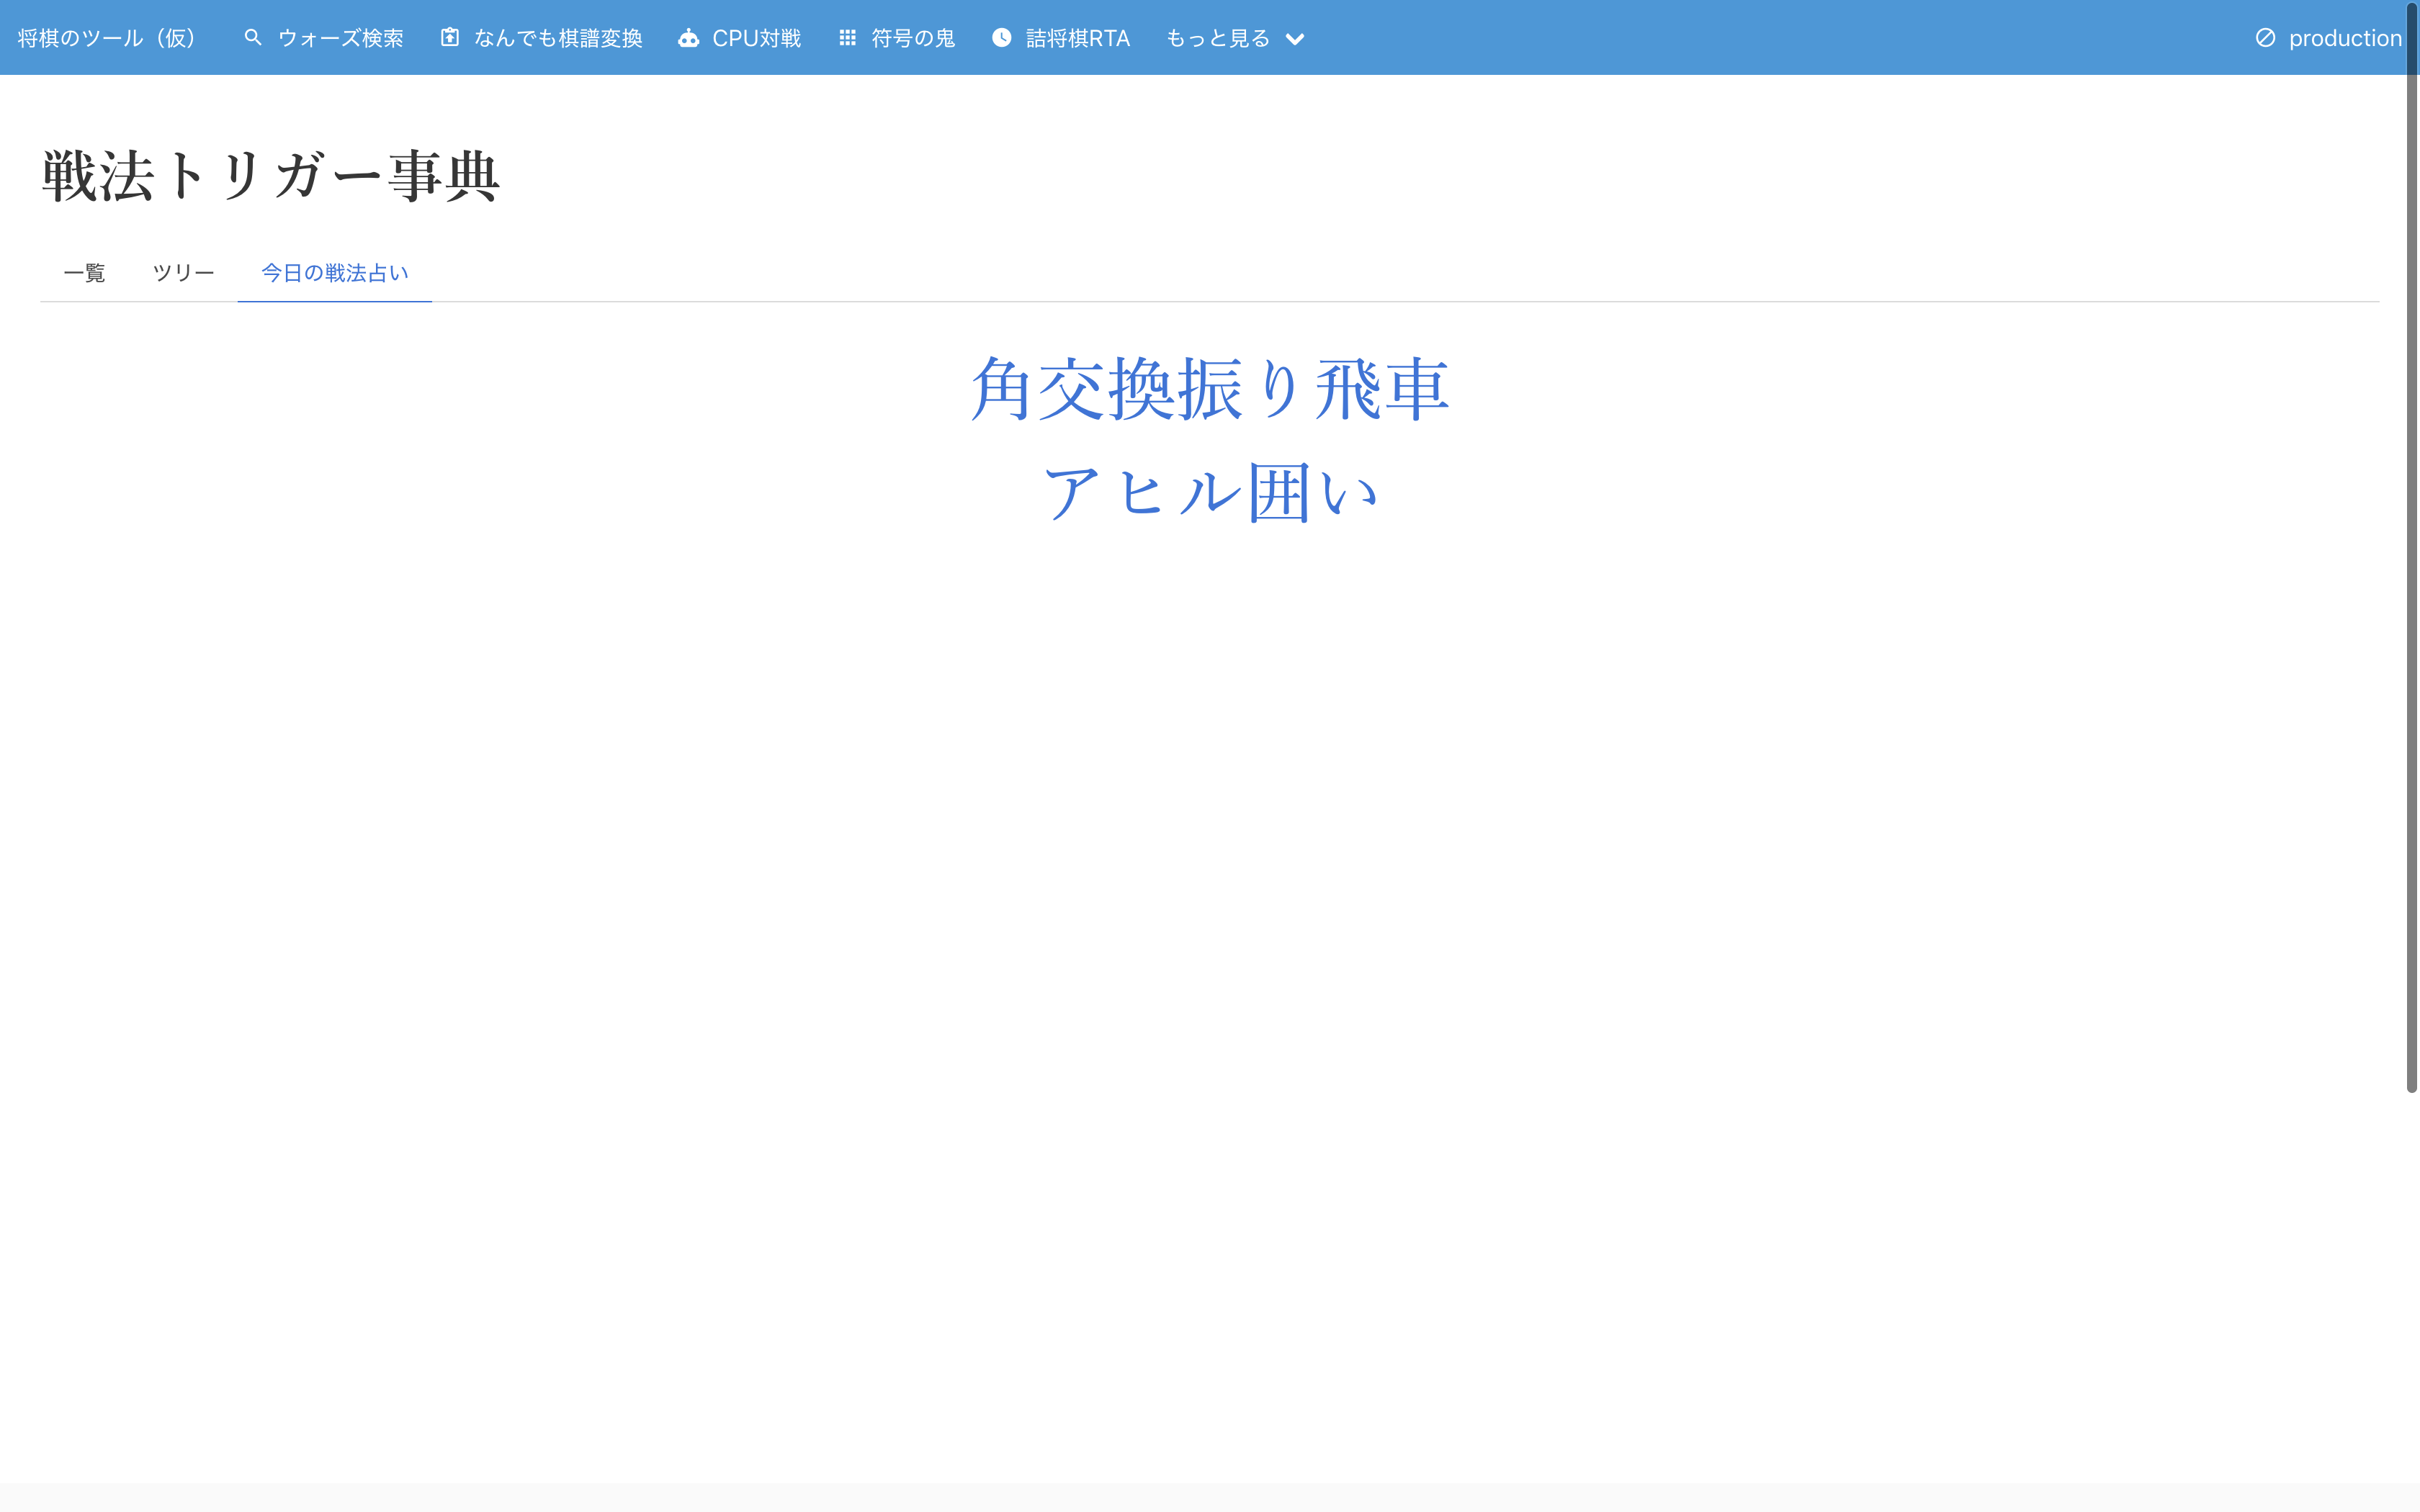 将棋のツール（仮） ウォーズ検索 なんでも棋譜変換 CPU対戦 符号の鬼 詰将棋RTA もっと見る production
戦法トリガー事典
一覧 ツリー 今日の戦法占い
角交換振り飛車
アヒル囲い